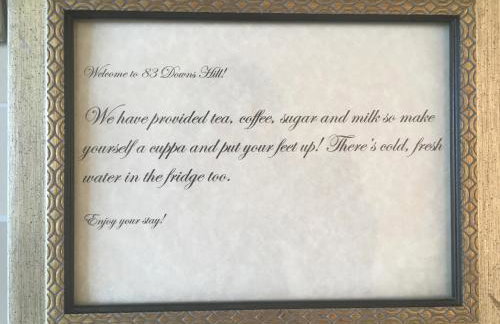 Welcome to 83 Downs Hill!
We have provided tea, coffee, sugar and milk so make
yourself a cuppa and put your feet up! There's cold, fresh
water in the fridge too.
Enjoy your stay!